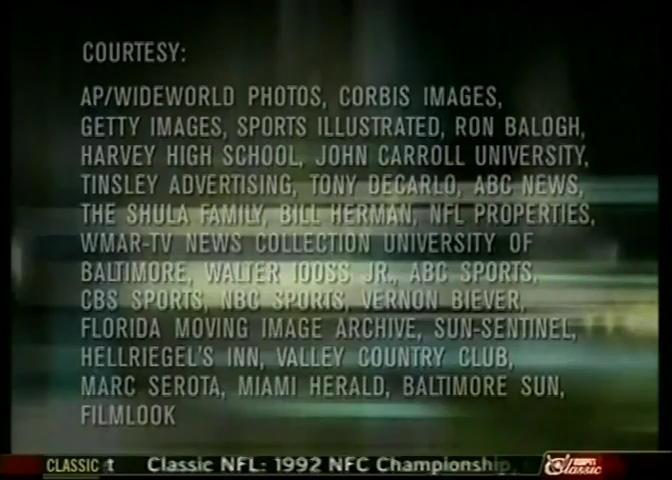 COURTESY:
AP/WIDEWORLD PHOTOS, CORBIS IMAGES,
GETTY IMAGES, SPORTS ILLUSTRATED, RON BALOGH,
HARVEY HIGH SCHOOL, JOHN CARROLL UNIVERSITY,
TINSLEY ADVERTISING, TONY DECARLO, ABC NEWS,
THE SHULA FAMILY, BILL HERMAN, NFL PROPERTIES,
WMAR-TV NEWS COLLECTION UNIVERSITY OF
BALTIMORE, WALTER IOOSS JR., ABC SPORTS,
CBS SPORTS, NBC SPORTS, VERNON BIEVER,
FLORIDA MOVING IMAGE ARCHIVE, SUN-SENTINEL,
HELLRIEGEL'S INN, VALLEY COUNTRY CLUB,
MARC SEROTA, MIAMI HERALD, BALTIMORE SUN,
FILMLOOK
CLASSIC t Classic NFL: 1992 NFC Championship, ESPN Classic